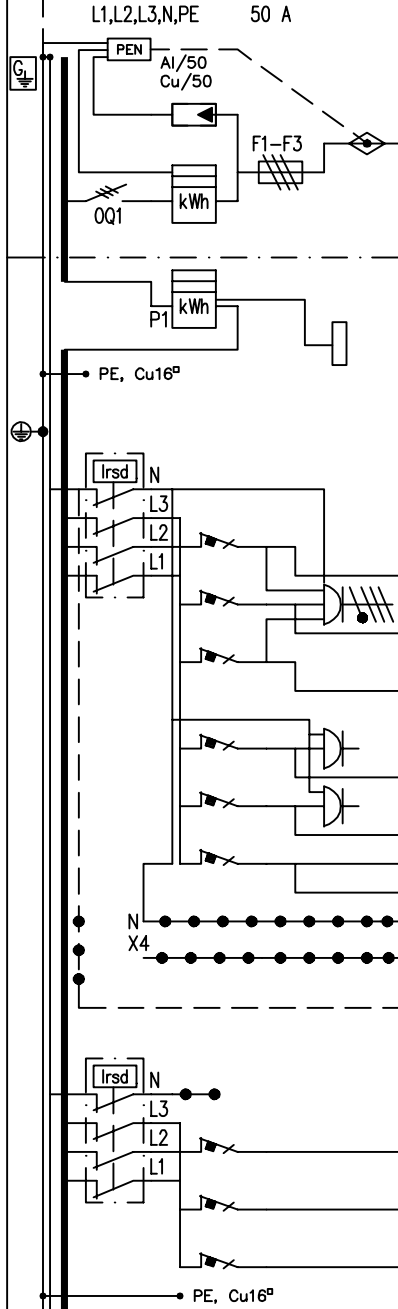 L1,L2,L3,N,PE 50 A
PEN
G
Al/50
Cu/50
F1-F3
kWh
0Q1
kWh
P1
PE, Cu16¤
Irsd N
L3
L2
L1
N
X4
Irsd N
L3
L2
L1
PE, Cu16¤